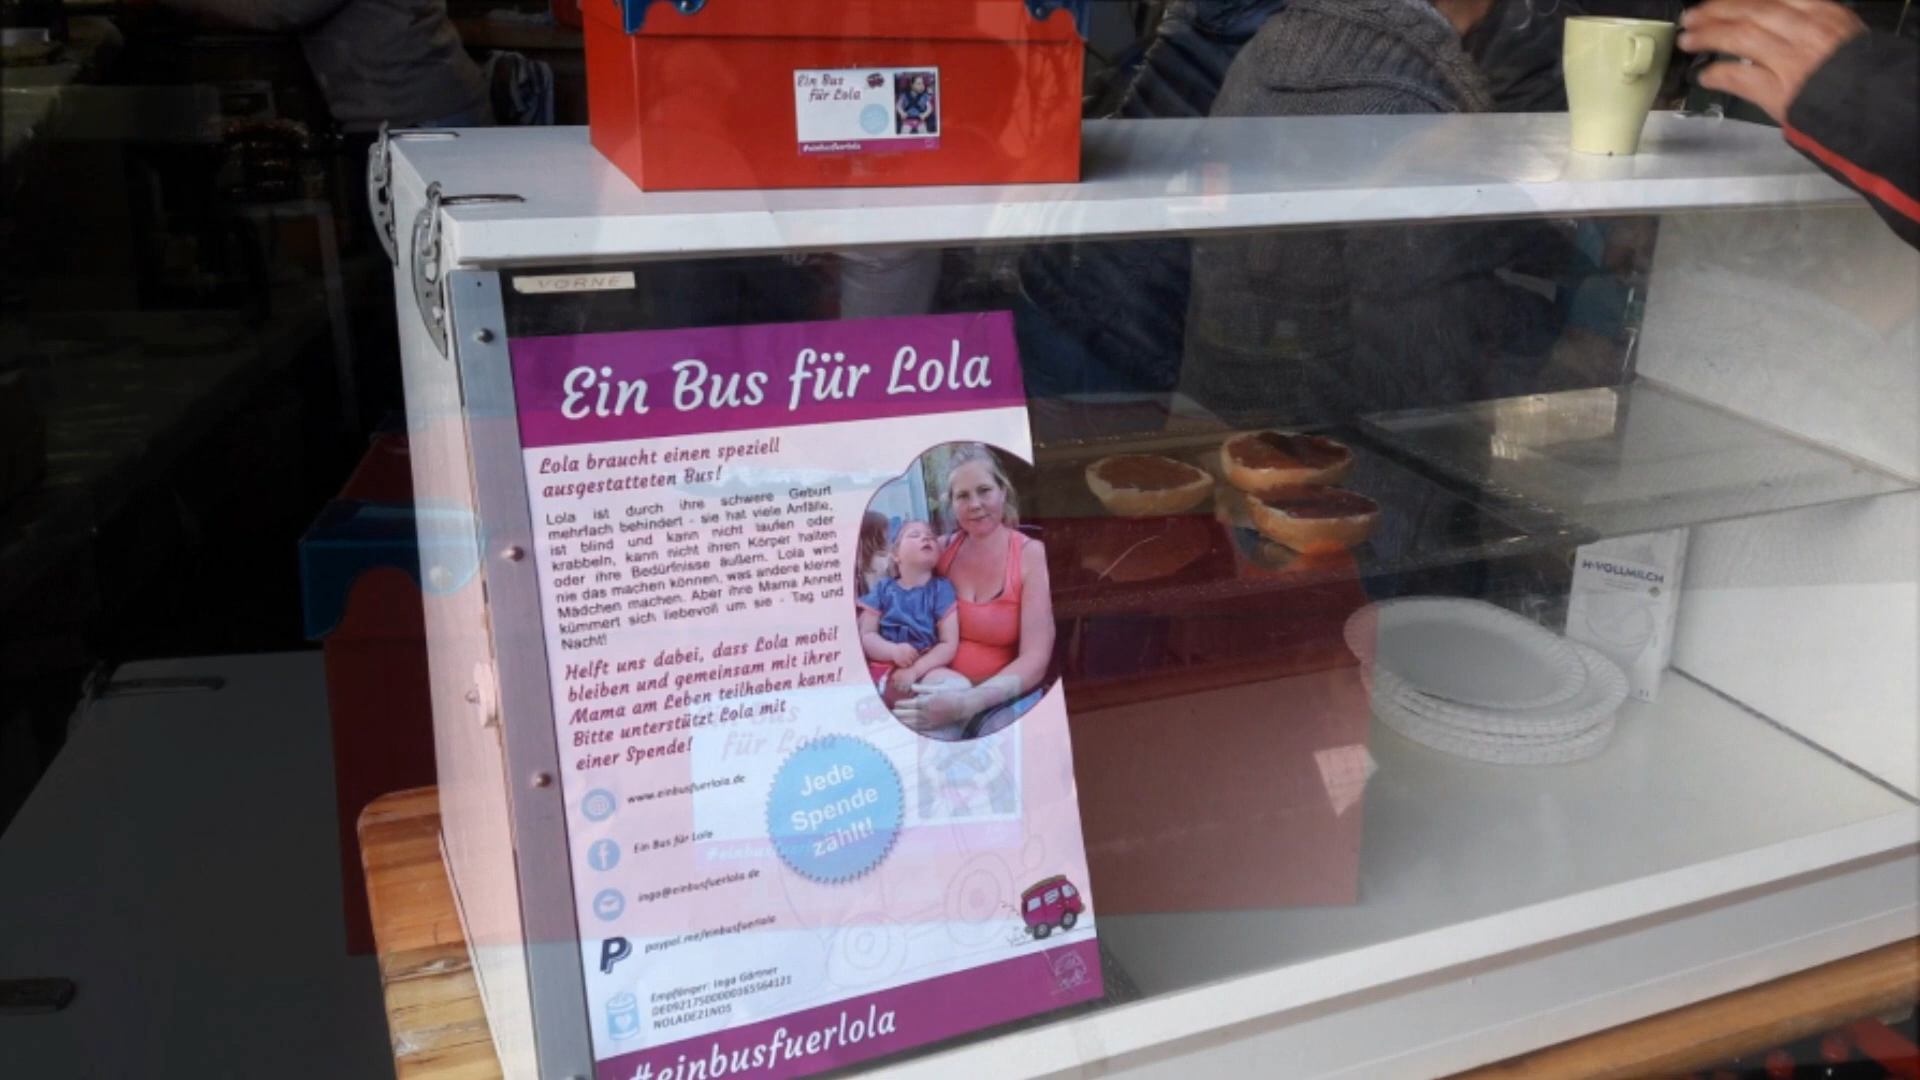 Ein Bus
für Lola
#einbusfuerlola
VORNE
Ein Bus für Lola
Lola braucht einen speziell
ausgestatteten Bus!
Lola ist durch ihre schwere Geburt
mehrfach behindert - sie hat viele Anfälle,
ist blind und kann nicht laufen oder
krabbeln, kann nicht ihren Körper halten
oder ihre Bedürfnisse äußern. Lola wird
nie das machen können, was andere kleine
Mädchen machen. Aber ihre Mama Annett
kümmert sich liebevoll um sie - Tag und
Nacht!
Helft uns dabei, dass Lola mobil
bleiben und gemeinsam mit ihrer
Mama am Leben teilhaben kann!
Bitte unterstützt Lola mit
einer Spende!
Jede
Spende
zählt!
www.einbusfuerlola.de
Ein Bus für Lola
inga@einbusfuerlola.de
paypal.me/einbusfuerlola
Empfänger: Inga Gärtner
NOLADE21NOS
#einbusfuerlola
H-VOLLMILCH